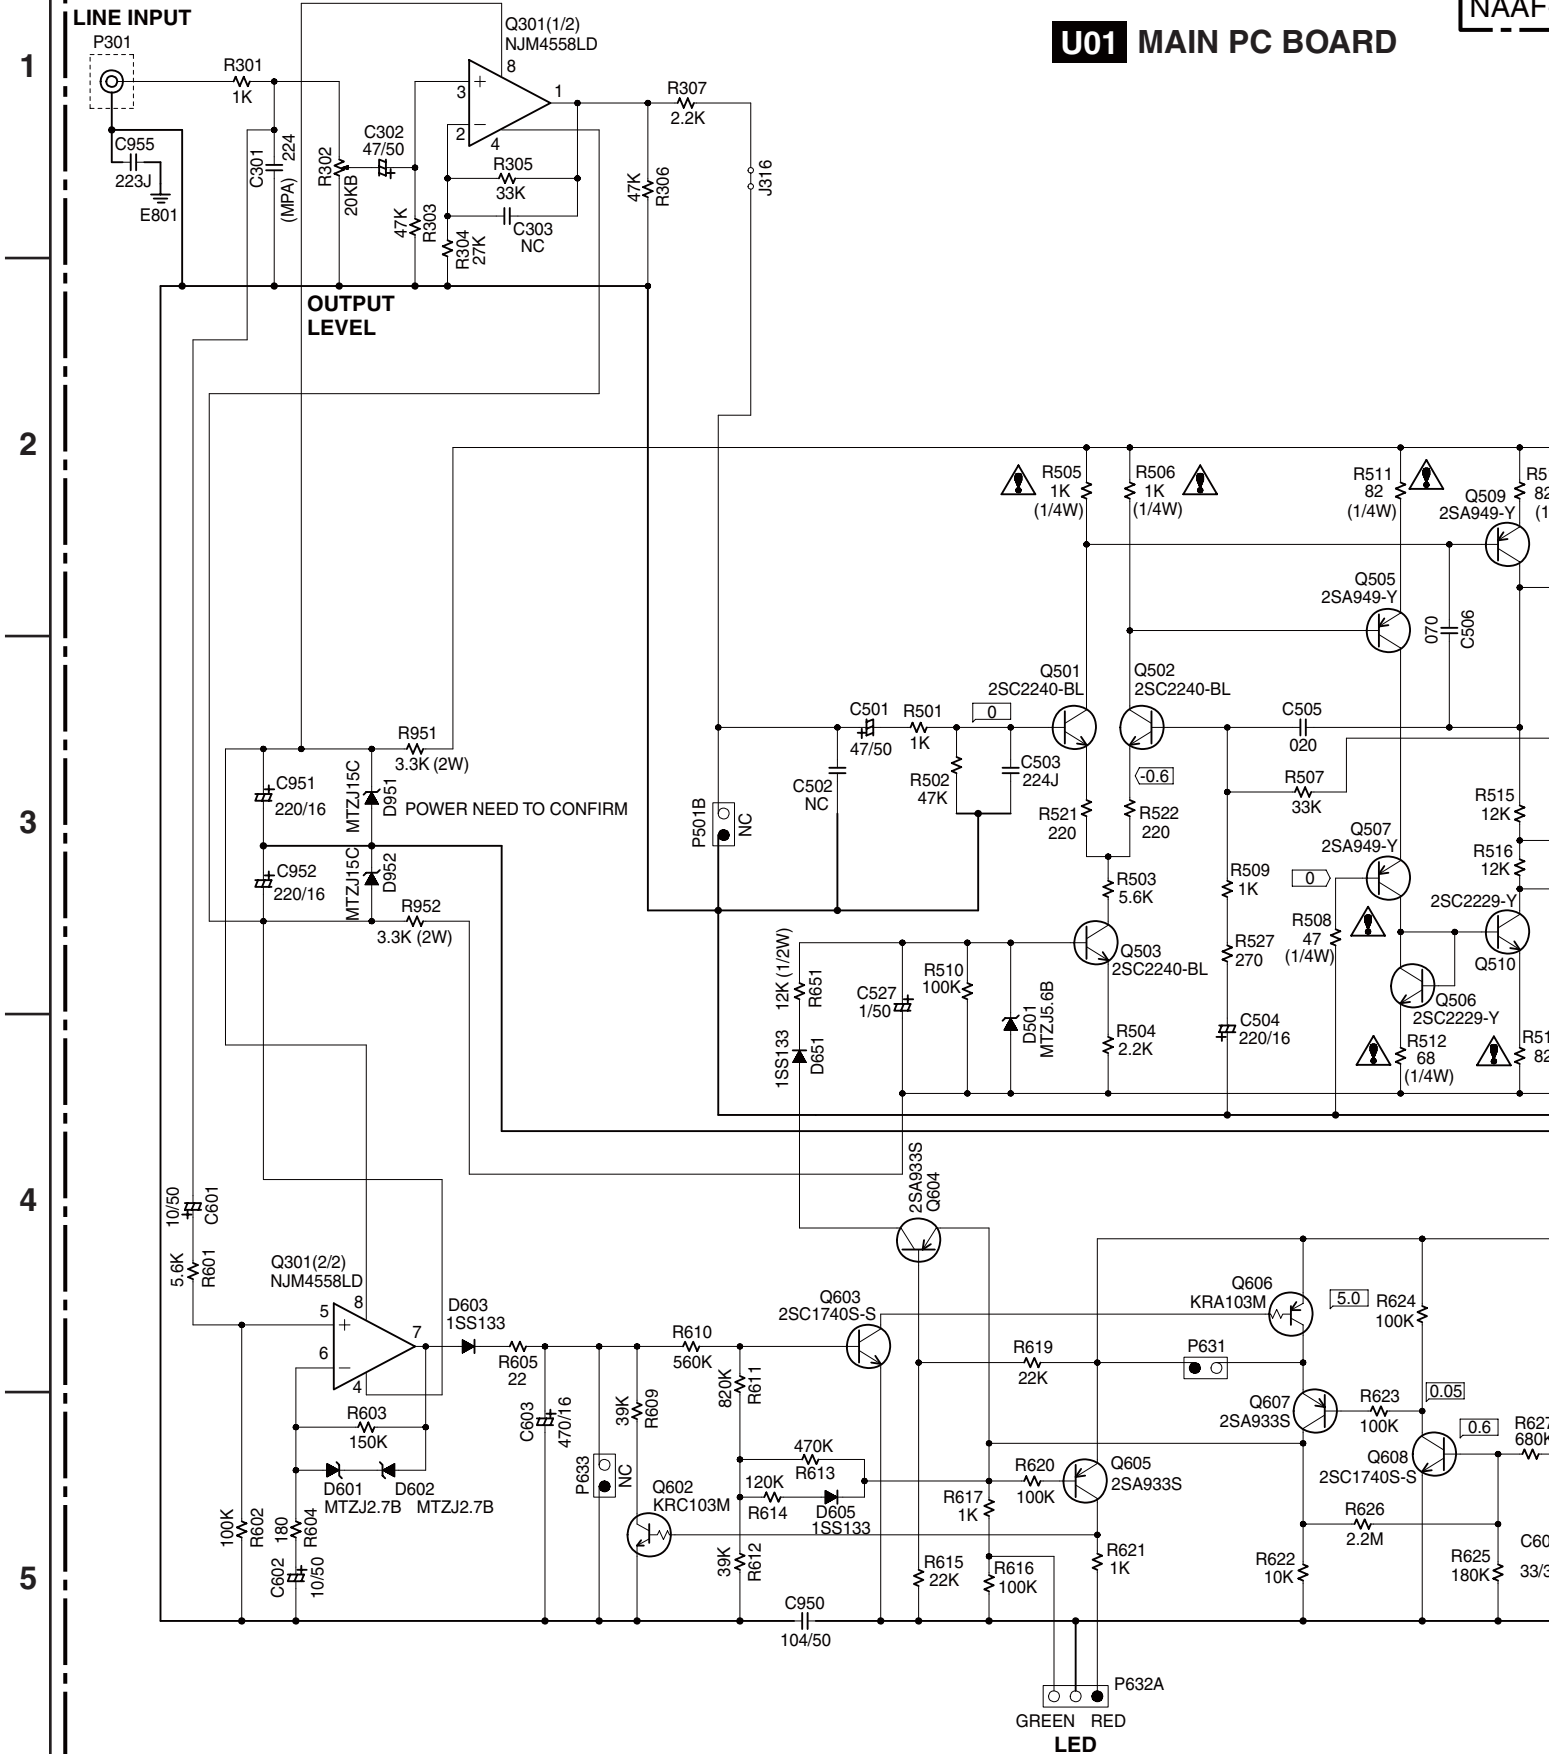 LINE INPUT
P301
NAAF
U01 MAIN PC BOARD
1
2
3
4
5
R301
1K
C955
223J
E801
C301
224
(MPA)
R302
20KB
C302
47/50
47K
R303
Q301(1/2)
NJM4558LD
8
3
+
2
−
4
1
R305
33K
C303
NC
R304
27K
R307
2.2K
47K
R306
J316
OUTPUT
LEVEL
R505
1K
(1/4W)
R506
1K
(1/4W)
R511
82
(1/4W)
Q509
2SA949-Y
R5
82
(1
Q505
2SA949-Y
070
C506
Q501
2SC2240-BL
Q502
2SC2240-BL
C501
47/50
R501
1K
0
C505
020
R951
3.3K (2W)
C951
220/16
MTZJ15C
D951
POWER NEED TO CONFIRM
C952
220/16
MTZJ15C
D952
R952
3.3K (2W)
P501B
NC
C502
NC
R502
47K
C503
224J
-0.6
R521
220
R522
220
R507
33K
R515
12K
Q507
2SA949-Y
R516
12K
R503
5.6K
R509
1K
0
2SC2229-Y
Q510
R508
47
(1/4W)
12K (1/2W)
R651
C527
1/50
R510
100K
Q503
2SC2240-BL
R527
270
D501
MTZJ5.6B
Q506
2SC2229-Y
1SS133
D651
R504
2.2K
C504
220/16
R512
68
(1/4W)
R51
82
2SA933S
Q604
10/50
C601
5.6K
R601
Q301(2/2)
NJM4558LD
5
+
6
−
8
4
7
D603
1SS133
R605
22
Q603
2SC1740S-S
R610
560K
Q606
KRA103M
5.0
R624
100K
R619
22K
P631
820K
R611
39K
R609
C603
470/16
R603
150K
D601
MTZJ2.7B
D602
MTZJ2.7B
Q607
2SA933S
R623
100K
0.05
0.6
R627
680K
Q608
2SC1740S-S
P633
NC
Q602
KRC103M
470K
R613
120K
R614
D605
1SS133
R617
1K
R620
100K
Q605
2SA933S
R626
2.2M
100K
R602
180
R604
C602
10/50
39K
R612
R615
22K
R616
100K
R621
1K
R622
10K
R625
180K
C60
33/3
C950
104/50
P632A
GREEN RED
LED